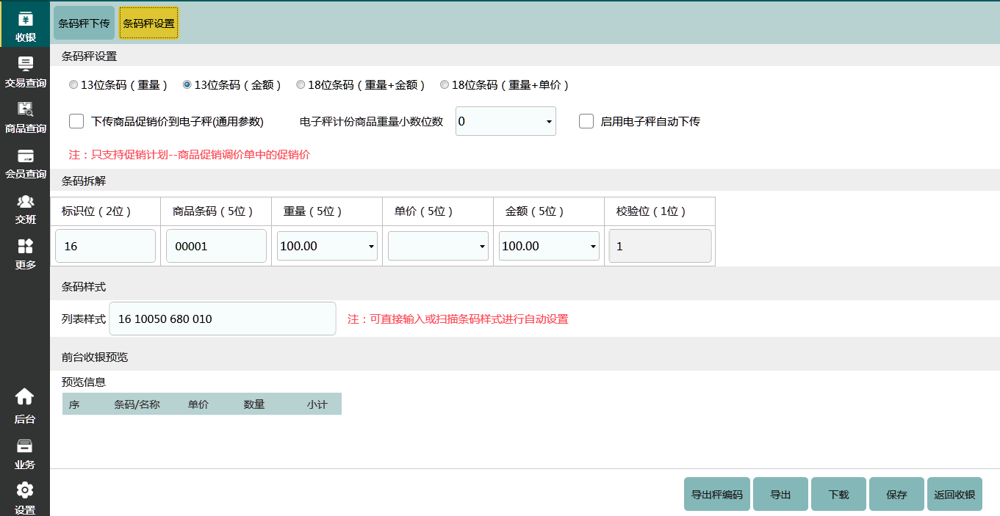 收银
交易查询
商品查询
会员查询
交班
更多
后台
业务
设置
条码秤下传 条码秤设置
条码秤设置
13位条码（重量） 13位条码（金额） 18位条码（重量+金额） 18位条码（重量+单价）
下传商品促销价到电子秤(通用参数) 电子秤计份商品重量小数位数 0 启用电子秤自动下传
注：只支持促销计划--商品促销调价单中的促销价
条码拆解
标识位（2位） 商品条码（5位） 重量（5位） 单价（5位） 金额（5位） 校验位（1位）
16 00001 100.00 100.00 1
条码样式
列表样式 16 10050 680 010 注：可直接输入或扫描条码样式进行自动设置
前台收银预览
预览信息
序 条码/名称 单价 数量 小计
导出秤编码 导出 下载 保存 返回收银